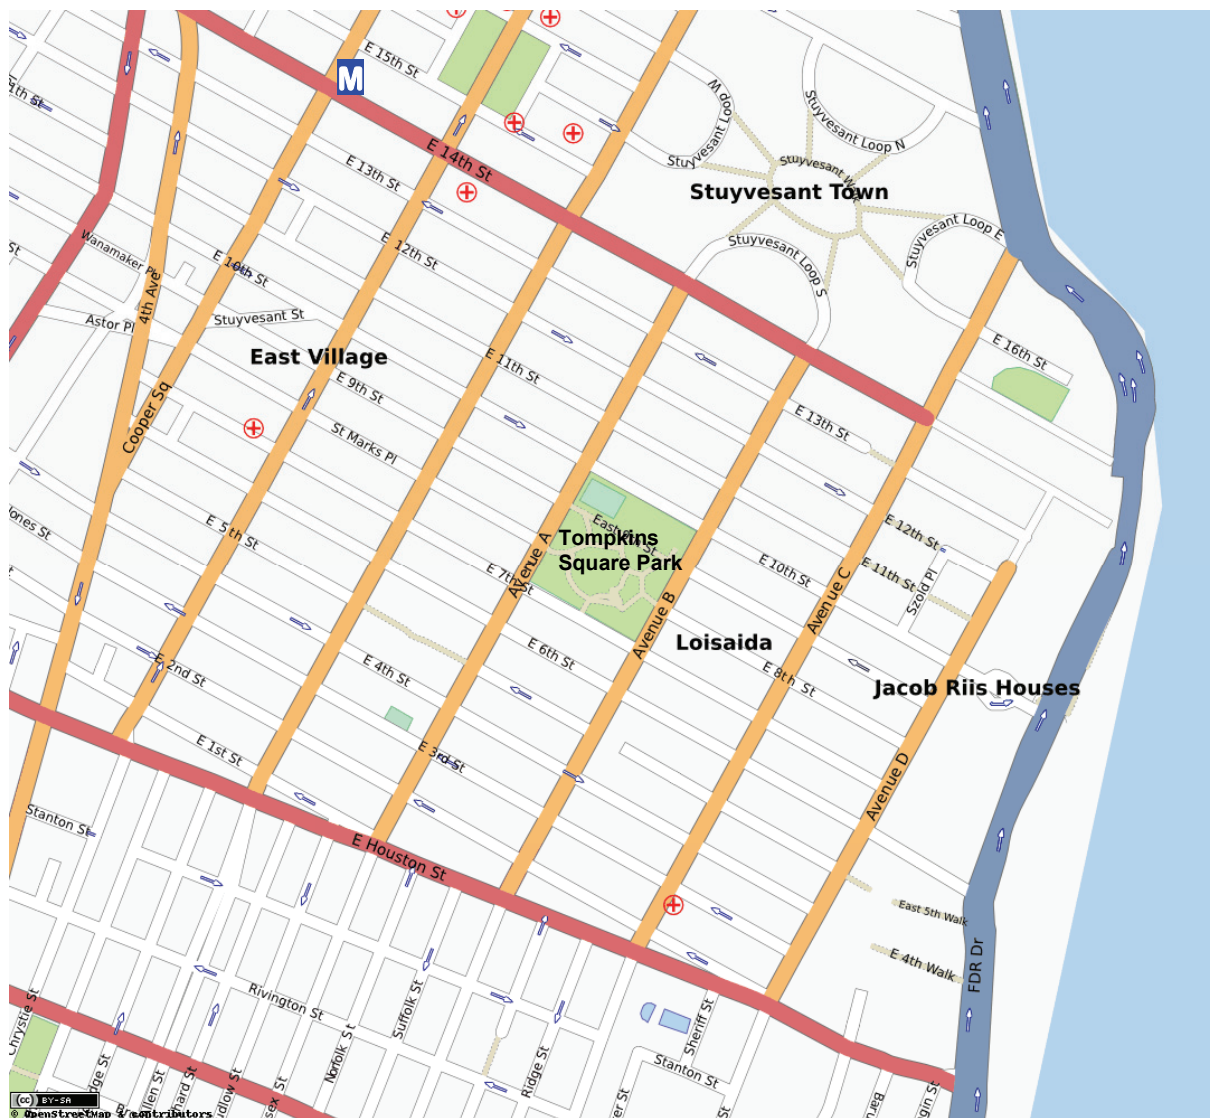 E 15th St
M
E 14th St
E 13th St
Stuyvesant Loop W
Stuyvesant Loop N
Stuyvesant Town
Stuyvesant Loop E
Stuyvesant Loop S
Wanamaker Pl
E 10th St
E 12th St
4th Ave
Astor Pl
Stuyvesant St
East Village
E 11th St
E 9th St
E 16th St
Cooper Sq
St Marks Pl
E 13th St
E 5th St
Tompkins
Square Park
E 12th St
E 7th St
Avenue A
E 10th St
E 11th St
Szold Pl
Avenue C
Avenue B
Loisaida
E 6th St
E 2nd St
E 4th St
E 8th St
Jacob Riis Houses
E 1st St
E 3rd St
Avenue D
Stanton St
E Houston St
East 5th Walk
E 4th Walk
FDR Dr
Rivington St
Suffolk St
Norfolk St
Sheriff St
Ridge St
Stanton St
Chrystie St
cc BY-SA
© OpenStreetMap & contributors